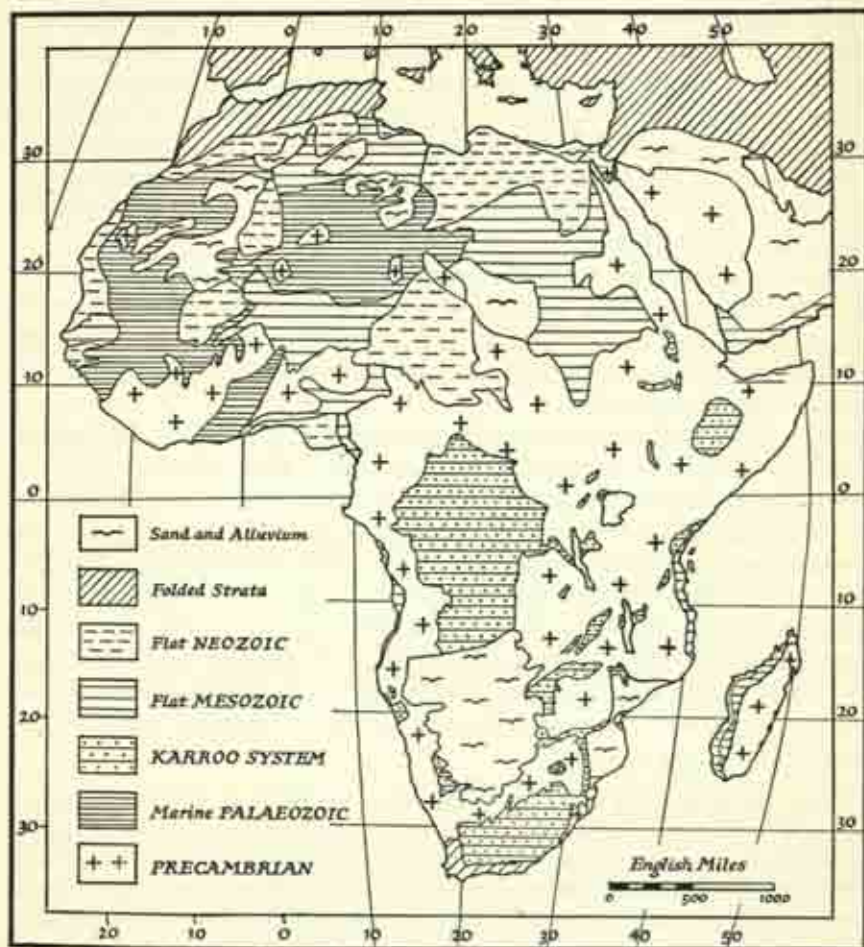 10 0 10 20 30 40 50
30 30
20 20
10 10
0 0
Sand and Alluvium
Folded Strata
10 10
Flat NEOZOIC
Flat MESOZOIC
20 20
KARROO SYSTEM
Marine PALAEOZOIC
30 30
PRECAMBRIAN
English Miles
0 500 1000
20 10 0 10 20 30 40 50